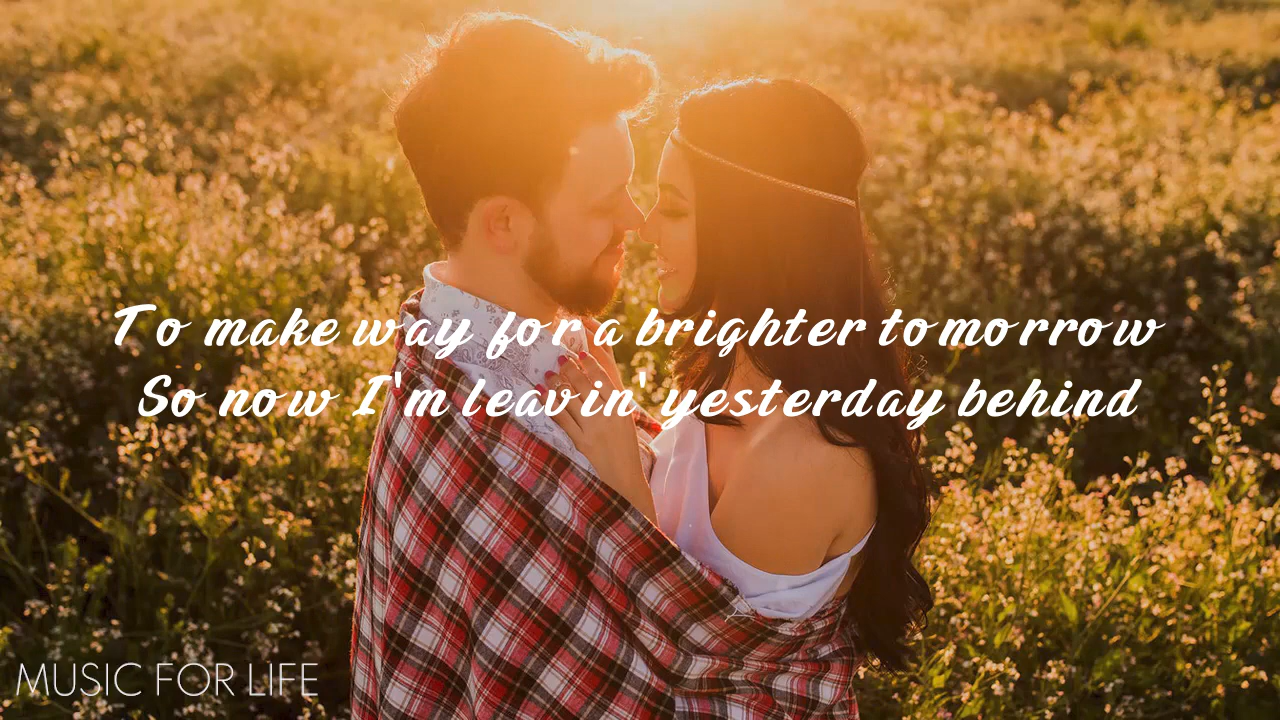 To make way for a brighter tomorrow
So now I'm leavin' yesterday behind
MUSIC FOR LIFE